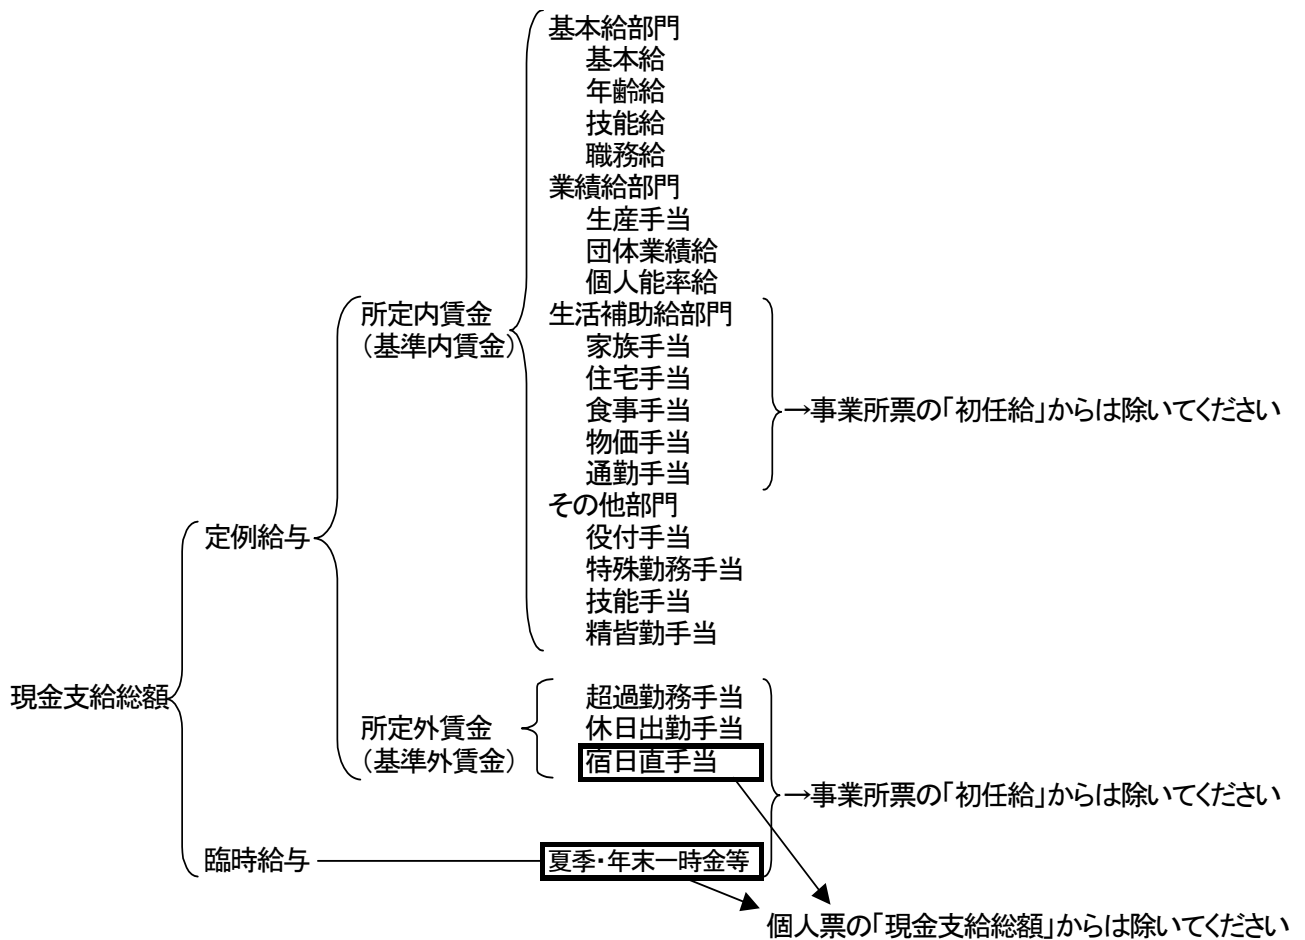 基本給部門
基本給
年齢給
技能給
職務給
業績給部門
生産手当
団体業績給
個人能率給
所定内賃金
(基準内賃金)
生活補助給部門
家族手当
住宅手当
食事手当
物価手当
通勤手当
→事業所票の「初任給」からは除いてください
その他部門
役付手当
特殊勤務手当
技能手当
精皆勤手当
定例給与
現金支給総額
所定外賃金
(基準外賃金)
超過勤務手当
休日出勤手当
宿日直手当
→事業所票の「初任給」からは除いてください
臨時給与
夏季・年末一時金等
個人票の「現金支給総額」からは除いてください